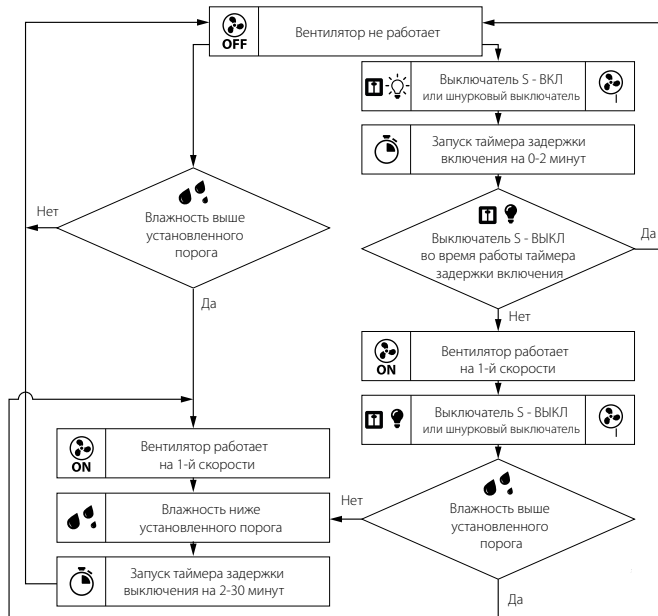 OFF
Вентилятор не работает
Выключатель S - ВКЛ
или шнурковый выключатель
Запуск таймера задержки
включения на 0-2 минут
Нет
Влажность выше
установленного
порога
Да
Выключатель S - ВЫКЛ
во время работы таймера
задержки включения
Да
Нет
ON
Вентилятор работает
на 1-й скорости
Выключатель S - ВЫКЛ
или шнурковый выключатель
ON
Вентилятор работает
на 1-й скорости
Влажность ниже
установленного порога
Нет
Влажность выше
установленного
порога
Запуск таймера задержки
выключения на 2-30 минут
Да